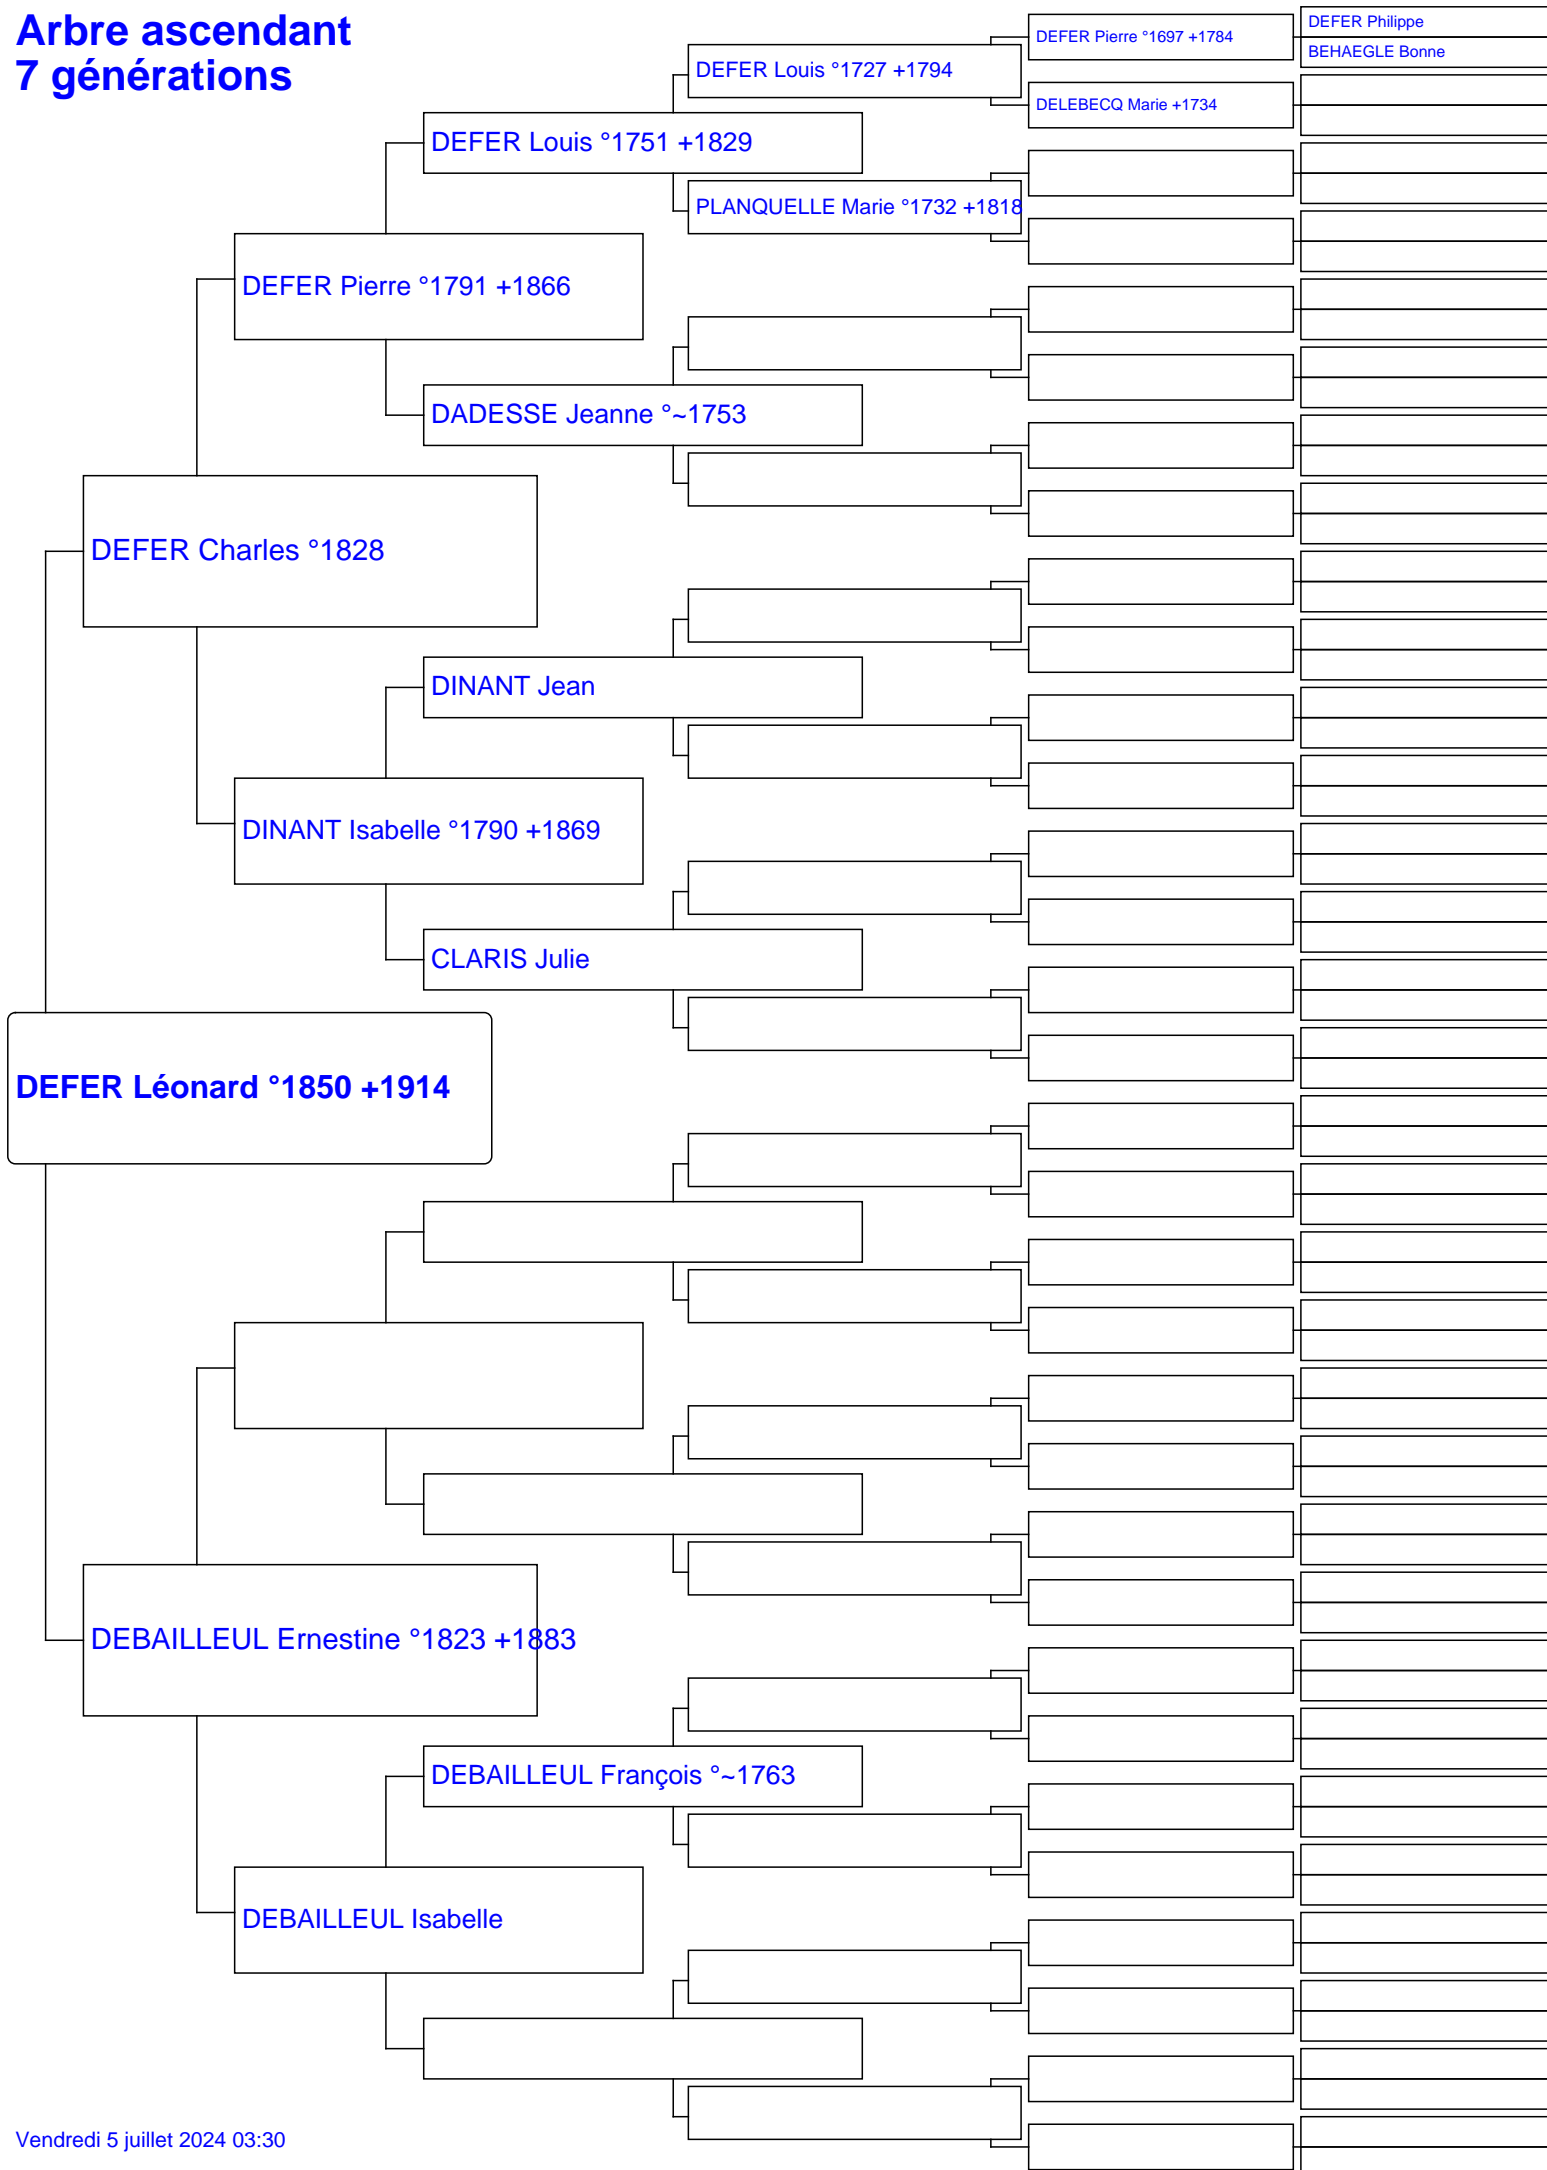 Arbre ascendant
7 générations
DEFER Philippe
DEFER Pierre °1697 +1784
BEHAEGLE Bonne
DEFER Louis °1727 +1794
DELEBECQ Marie +1734
DEFER Louis °1751 +1829
PLANQUELLE Marie °1732 +1818
DEFER Pierre °1791 +1866
DADESSE Jeanne °~1753
DEFER Charles °1828
DINANT Jean
DINANT Isabelle °1790 +1869
CLARIS Julie
DEFER Léonard °1850 +1914
DEBAILLEUL Ernestine °1823 +1883
DEBAILLEUL François °~1763
DEBAILLEUL Isabelle
Vendredi 5 juillet 2024 03:30